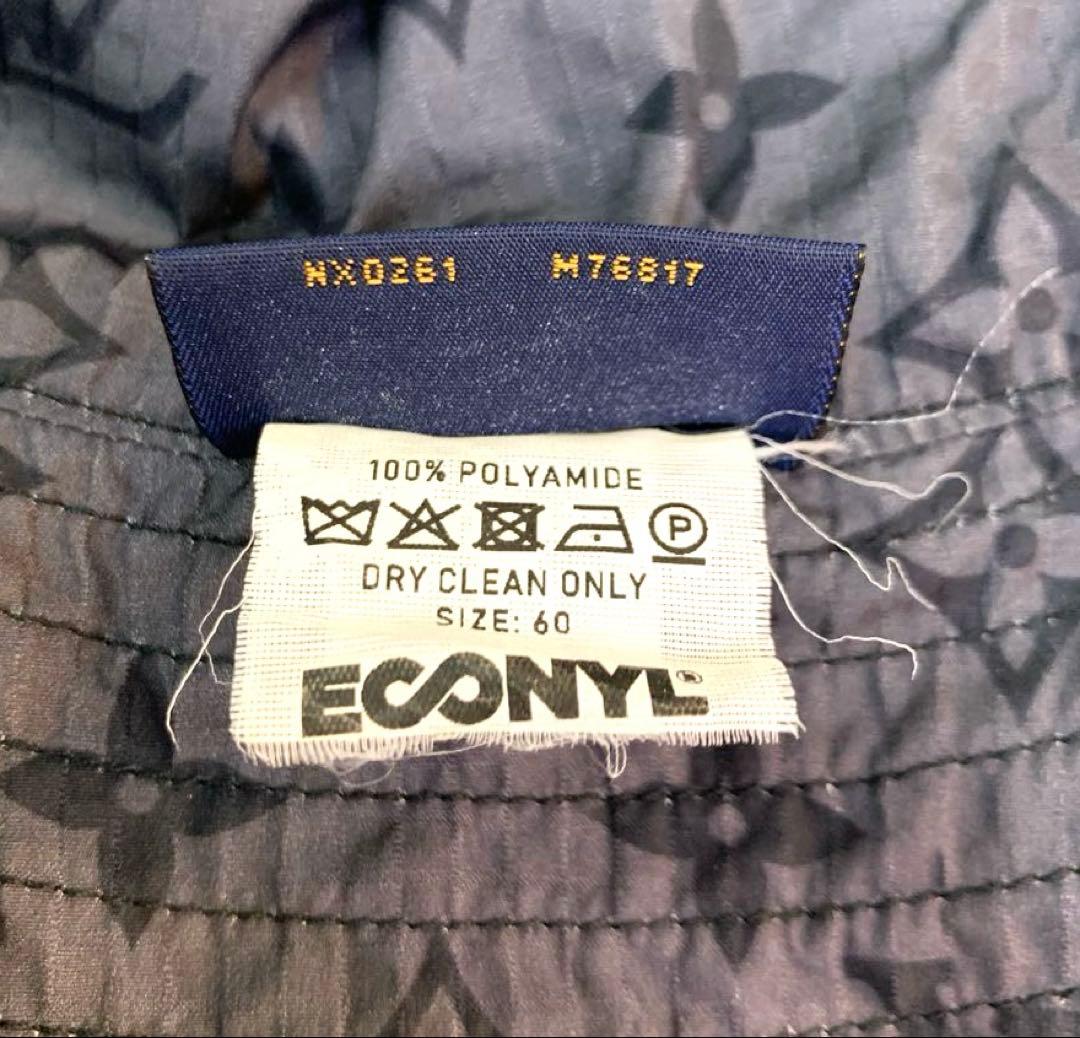 NX0261 M76817
100% POLYAMIDE
P
DRY CLEAN ONLY
SIZE: 60
ECONYL®